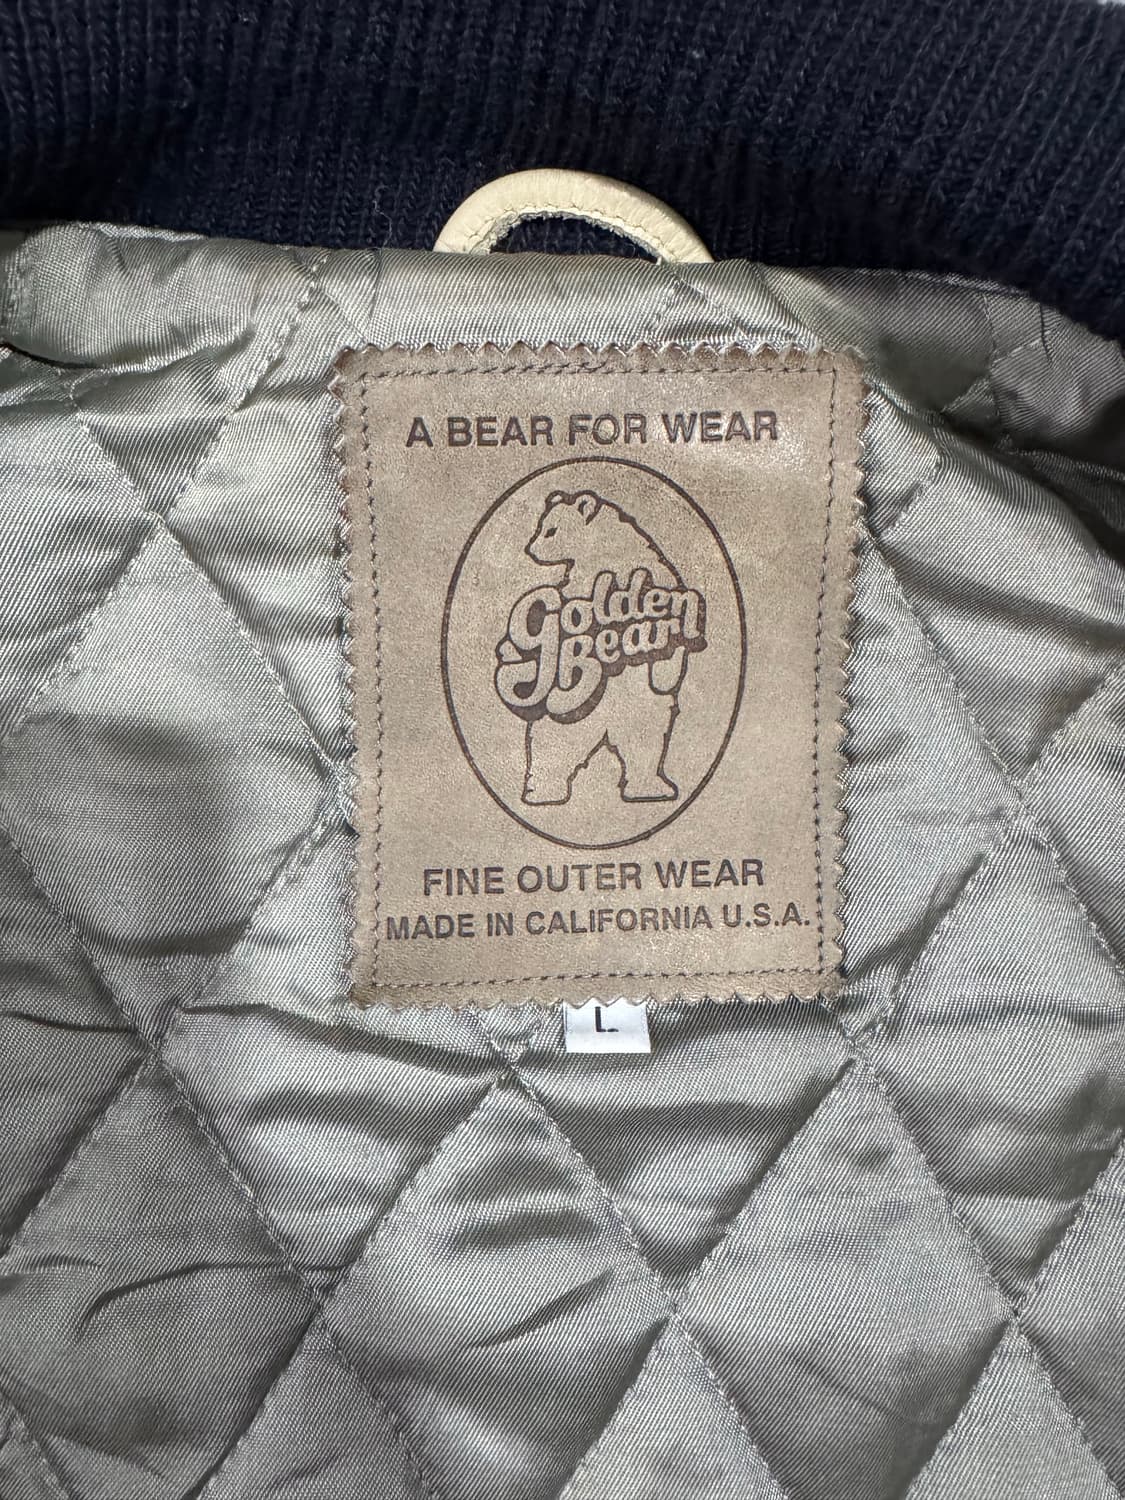 A BEAR FOR WEAR
Golden
Bear
FINE OUTER WEAR
MADE IN CALIFORNIA U.S.A.
L